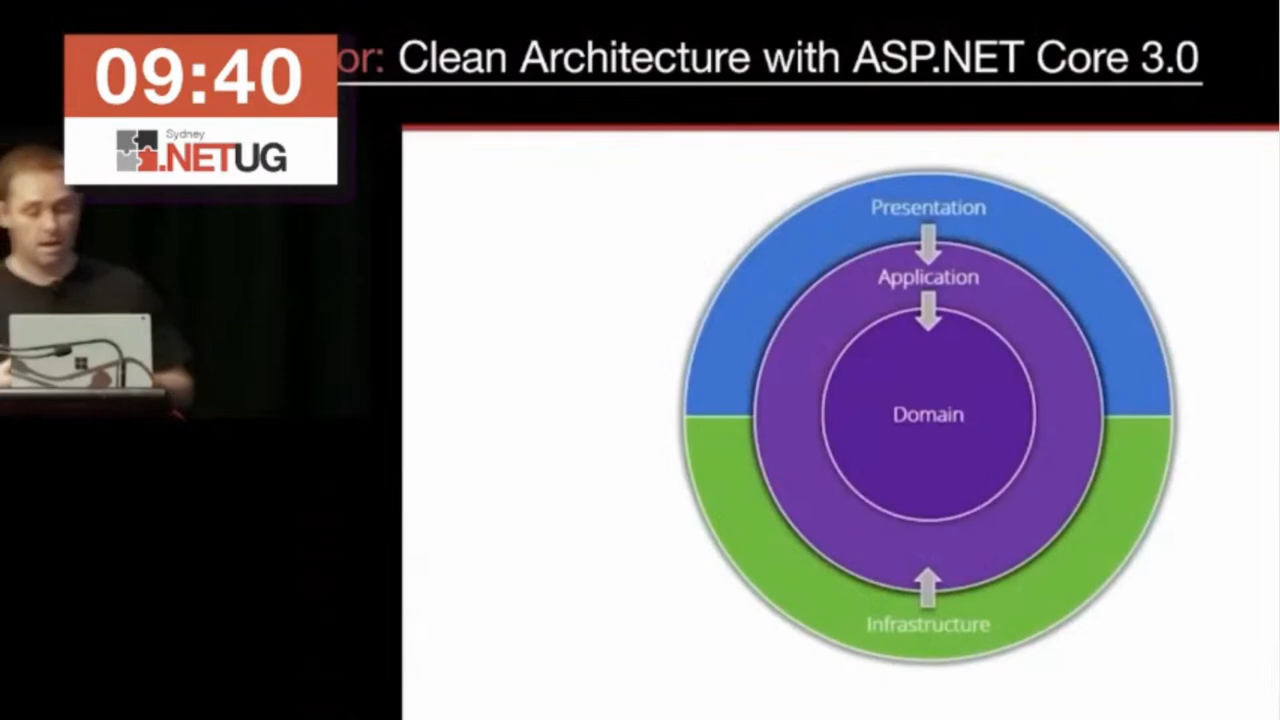 09:40
or: Clean Architecture with ASP.NET Core 3.0
Sydney
.NETUG
Presentation
Application
Domain
Infrastructure